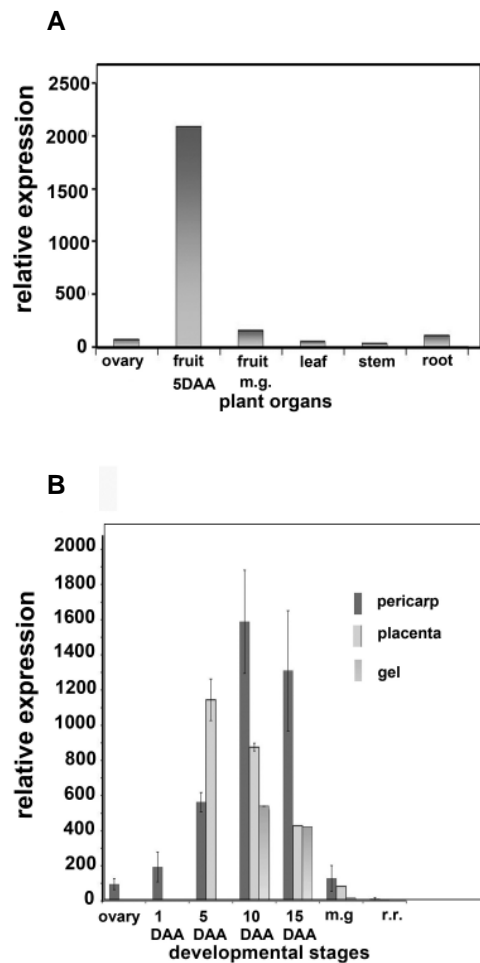 A
relative expression
2500
2000
1500
1000
500
0
ovary fruit fruit leaf stem root
5DAA m.g.
plant organs
B
relative expression
2000
1800
1600
1400
1200
1000
800
600
400
200
0
pericarp
placenta
gel
ovary 1 5 10 15 m.g r.r.
DAA DAA DAA DAA
developmental stages